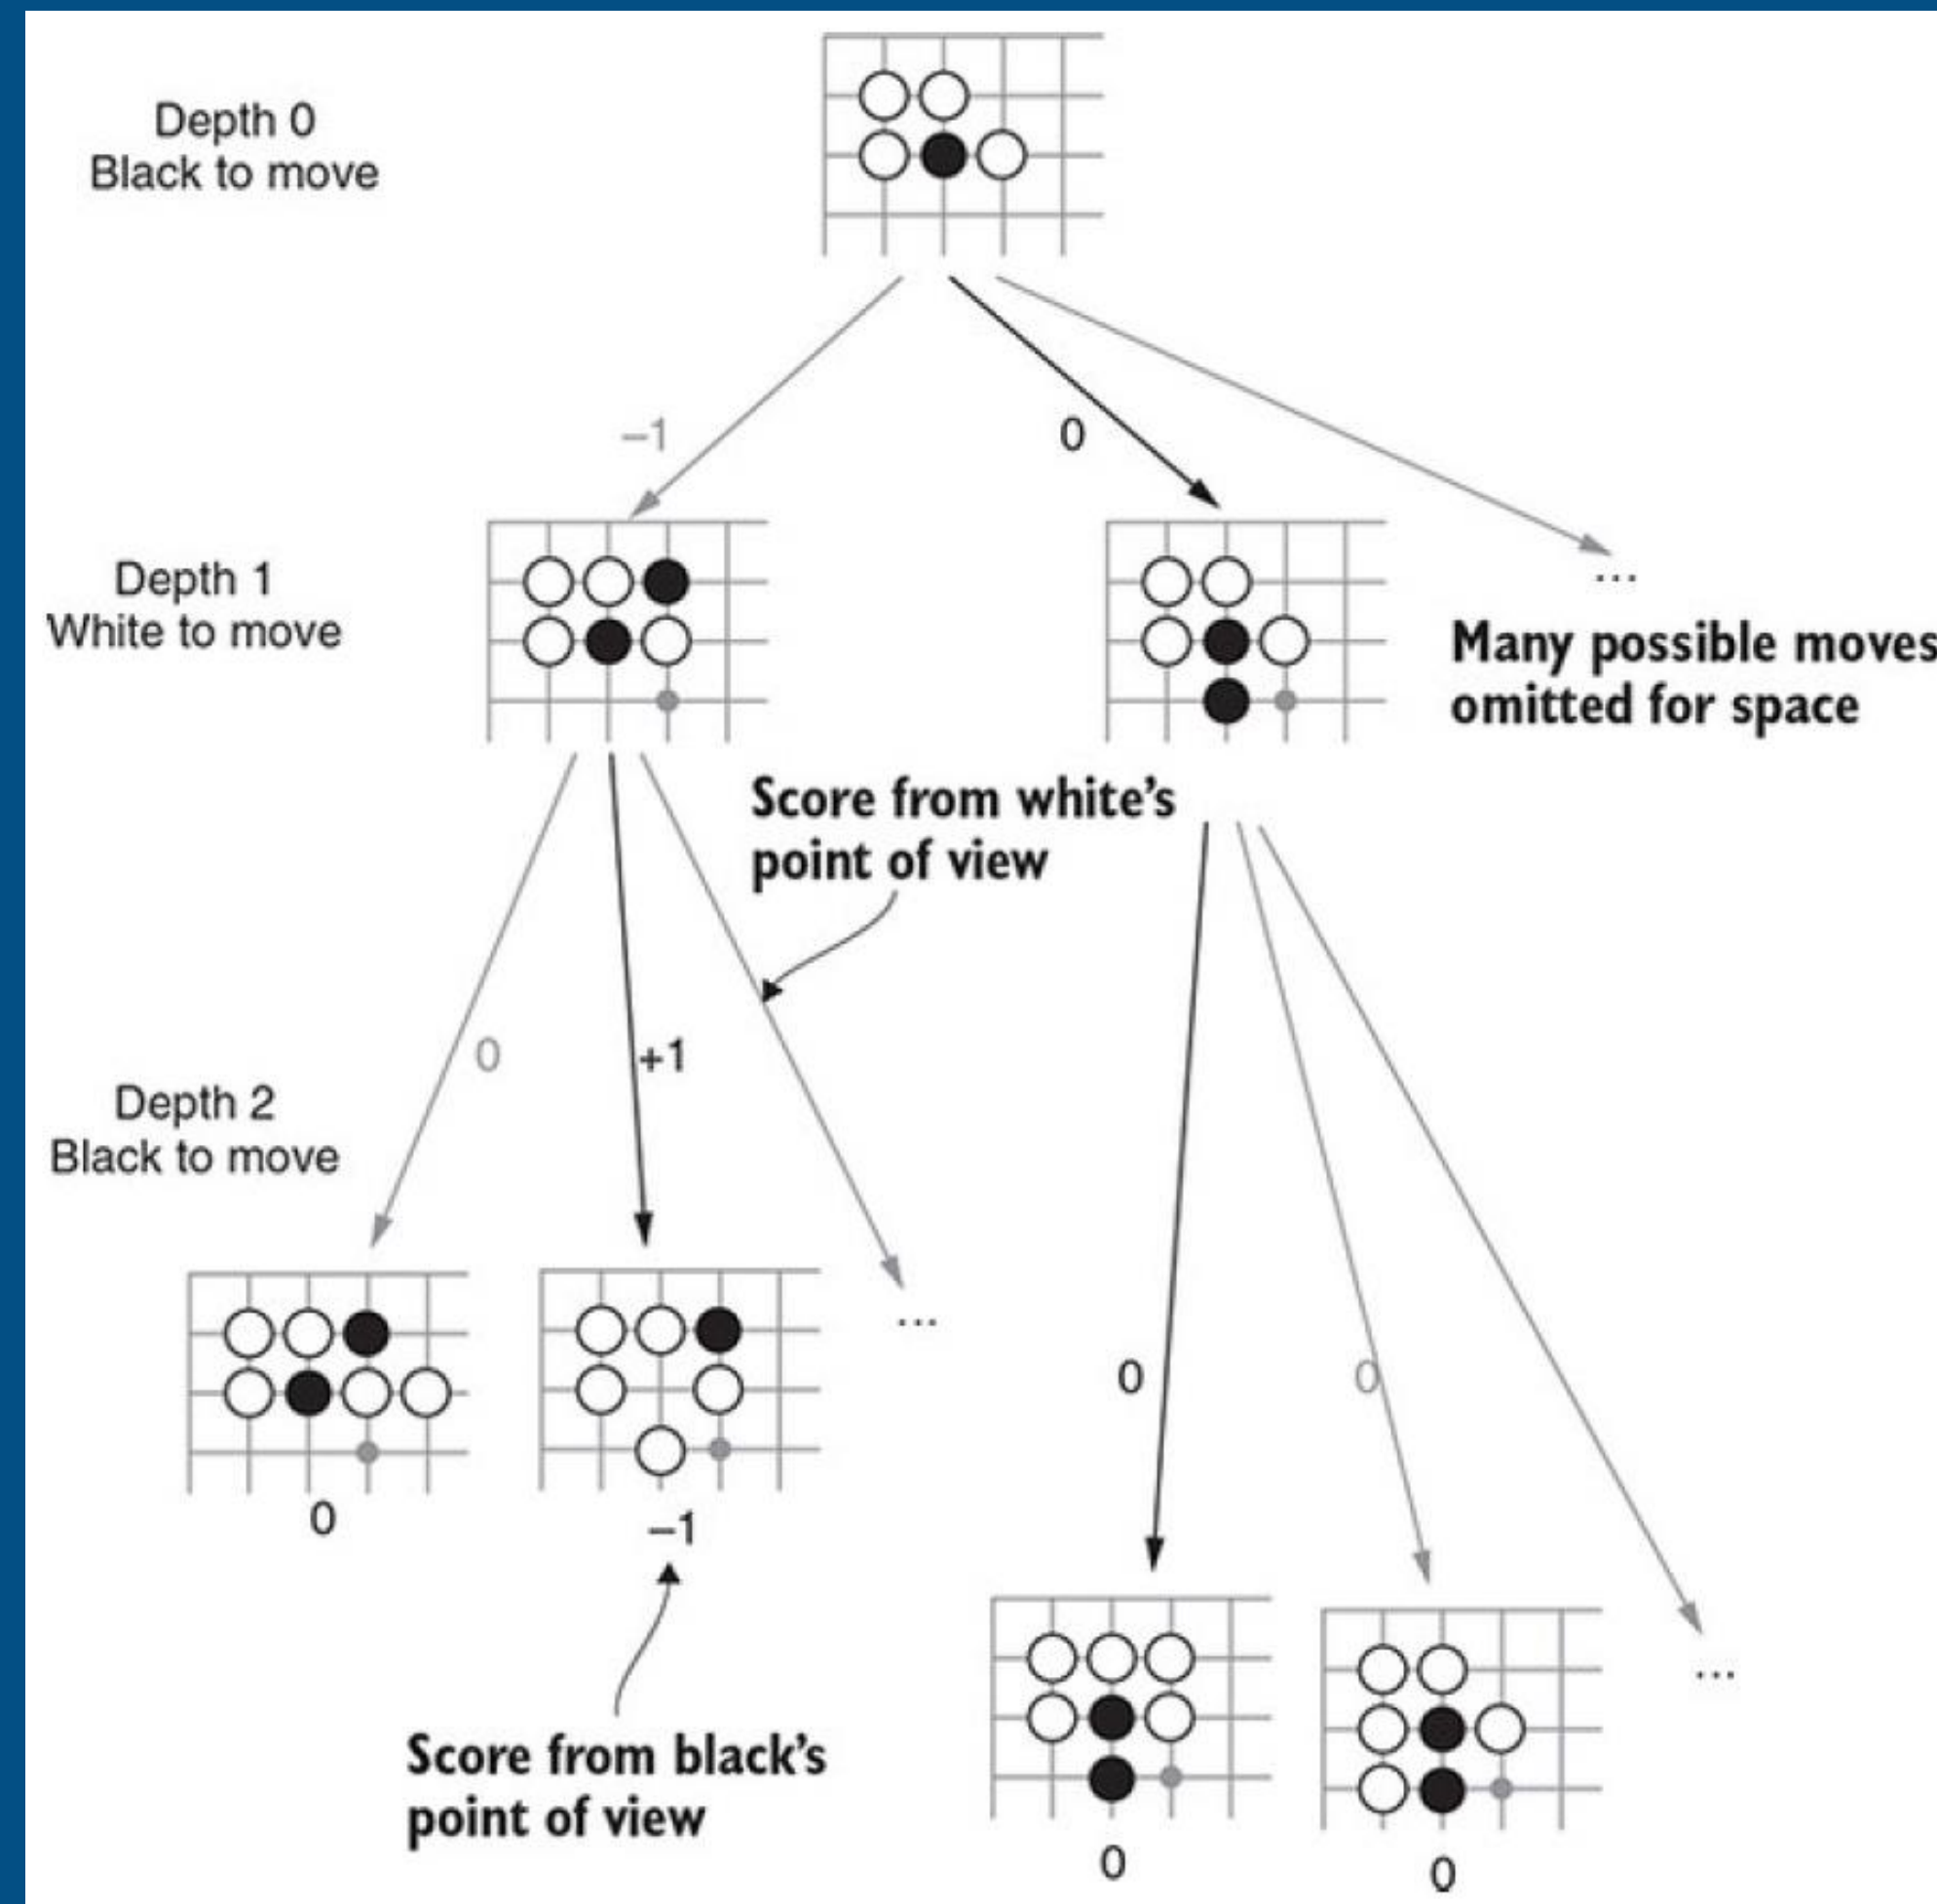 Depth 0
Black to move
–1
0
Depth 1
White to move
...
Many possible moves
omitted for space
Score from white's
point of view
0
+1
Depth 2
Black to move
...
0
0
0
–1
...
Score from black's
point of view
0
0